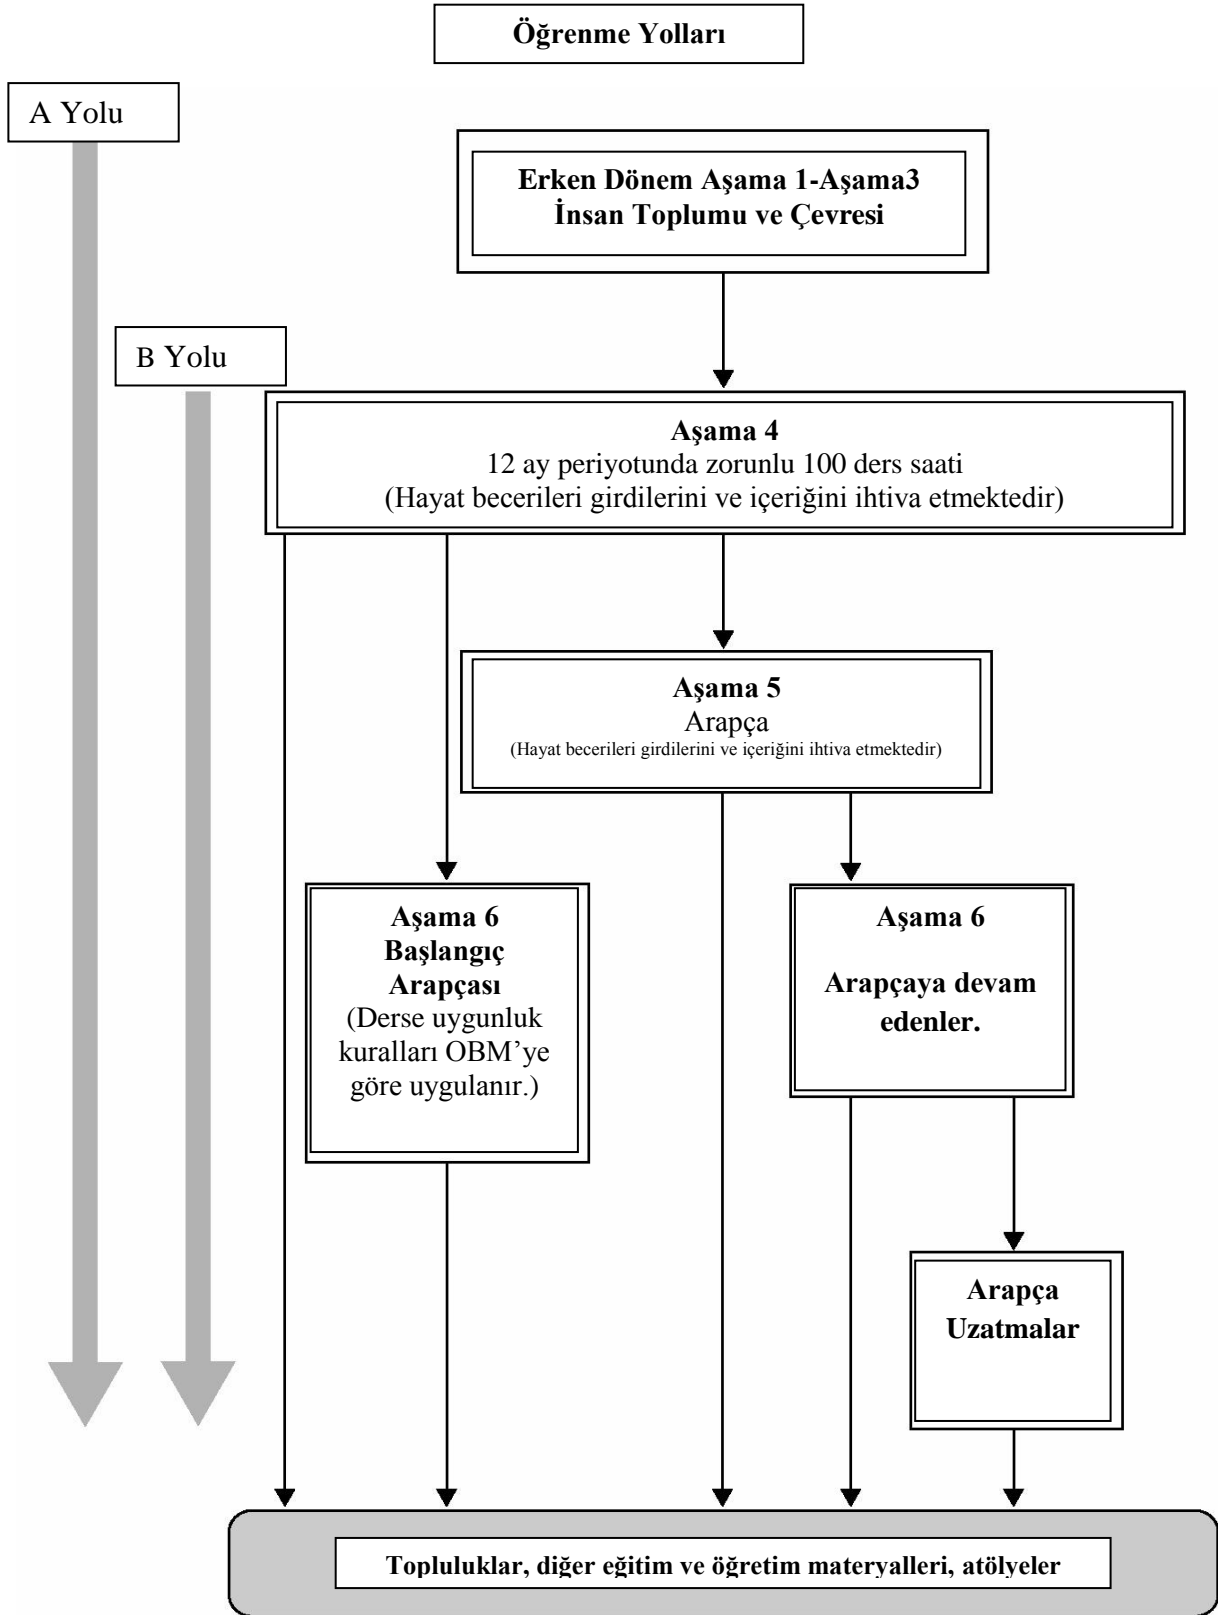 Öğrenme Yolları
A Yolu
Erken Dönem Aşama 1-Aşama3
İnsan Toplumu ve Çevresi
B Yolu
Aşama 4
12 ay periyotunda zorunlu 100 ders saati
(Hayat becerileri girdilerini ve içeriğini ihtiva etmektedir)
Aşama 5
Arapça
(Hayat becerileri girdilerini ve içeriğini ihtiva etmektedir)
Aşama 6
Başlangıç
Arapçası
(Derse uygunluk
kuralları OBM’ye
göre uygulanır.)
Aşama 6
Arapçaya devam
edenler.
Arapça
Uzatmalar
Topluluklar, diğer eğitim ve öğretim materyalleri, atölyeler